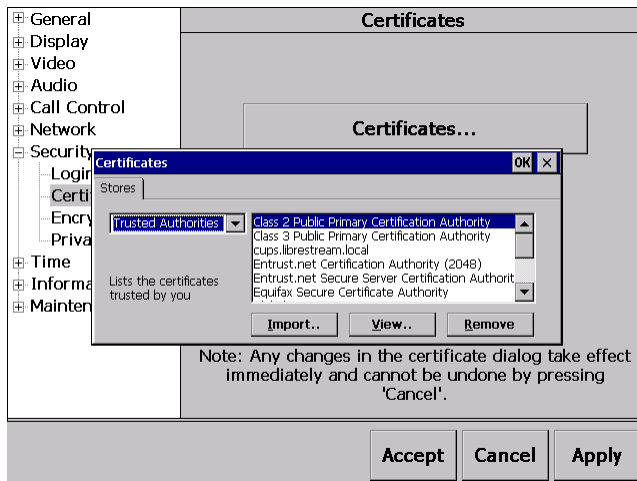 General
Display
Video
Audio
Call Control
Network
Security
Login
Certi
Encry
Priva
Time
Informa
Mainten
Certificates
Certificates...
Certificates
OK
Stores
Trusted Authorities
Lists the certificates
trusted by you
Class 2 Public Primary Certification Authority
Class 3 Public Primary Certification Authority
cups.librestream.local
Entrust.net Certification Authority (2048)
Entrust.net Secure Server Certification Authorit
Equifax Secure Certificate Authority
Import.. View.. Remove
Note: Any changes in the certificate dialog take effect
immediately and cannot be undone by pressing
'Cancel'.
Accept Cancel Apply